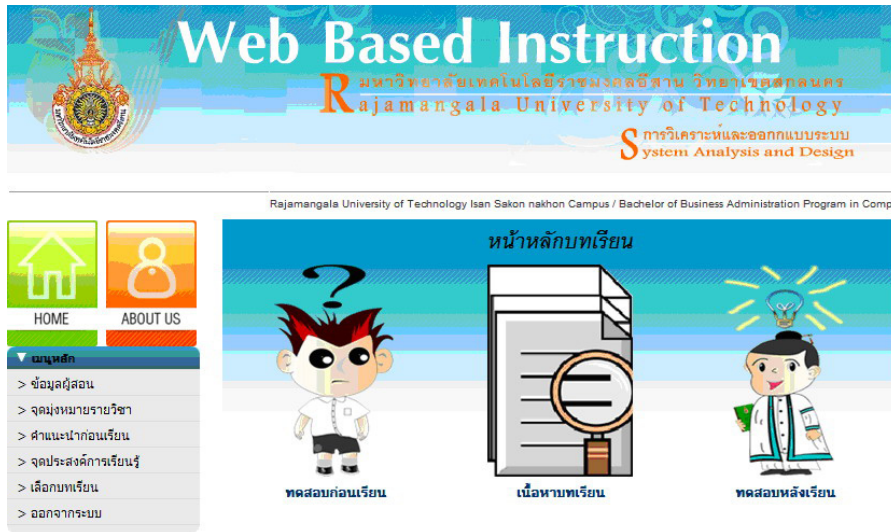 Web Based Instruction
มหาวิทยาลัยเทคโนโลยีราชมงคลอีสาน วิทยาเขตสกลนคร
Rajamangala University of Technology
การวิเคราะห์และออกกแบบระบบ
System Analysis and Design
Rajamangala University of Technology Isan Sakon nakhon Campus / Bachelor of Business Administration Program in Comp
HOME
ABOUT US
หน้าหลักบทเรียน
เมนูหลัก
> ข้อมูลผู้สอน
> จุดมุ่งหมายรายวิชา
> คำแนะนำก่อนเรียน
> จุดประสงค์การเรียนรู้
> เลือกบทเรียน
> ออกจากระบบ
?
ทดสอบก่อนเรียน
เนื้อหาบทเรียน
ทดสอบหลังเรียน